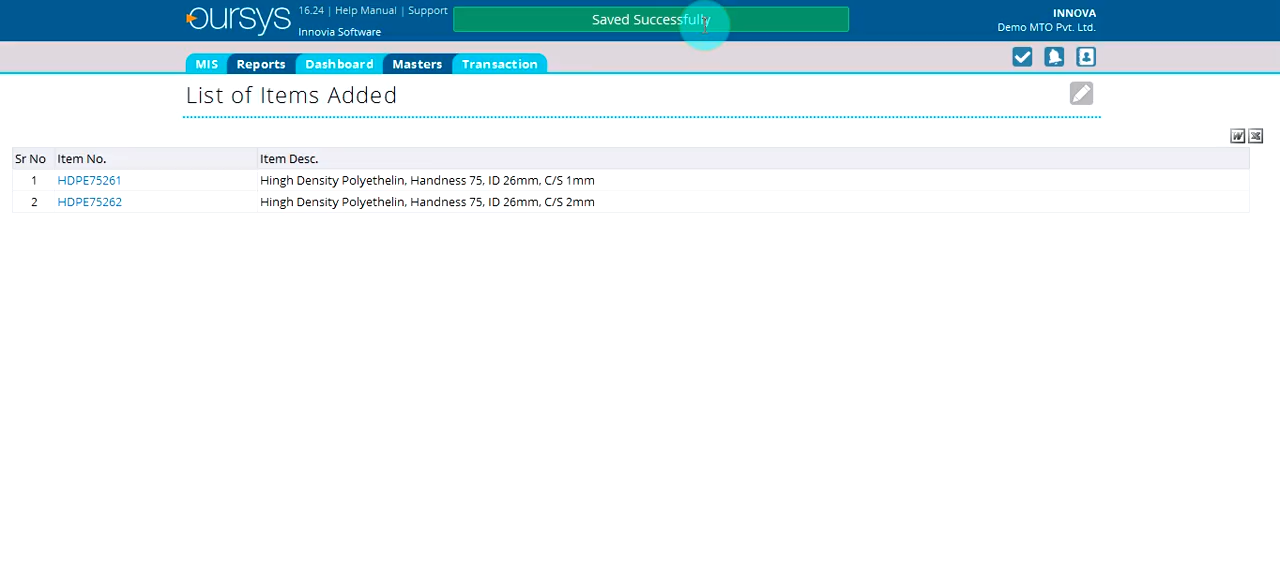 oursys
16.24 | Help Manual | Support
Innovia Software
Saved Successfully
INNOVA
Demo MTO Pvt. Ltd.
MIS Reports Dashboard Masters Transaction
List of Items Added
Sr No Item No. Item Desc.
1 HDPE75261 Hingh Density Polyethelin, Handness 75, ID 26mm, C/S 1mm
2 HDPE75262 Hingh Density Polyethelin, Handness 75, ID 26mm, C/S 2mm